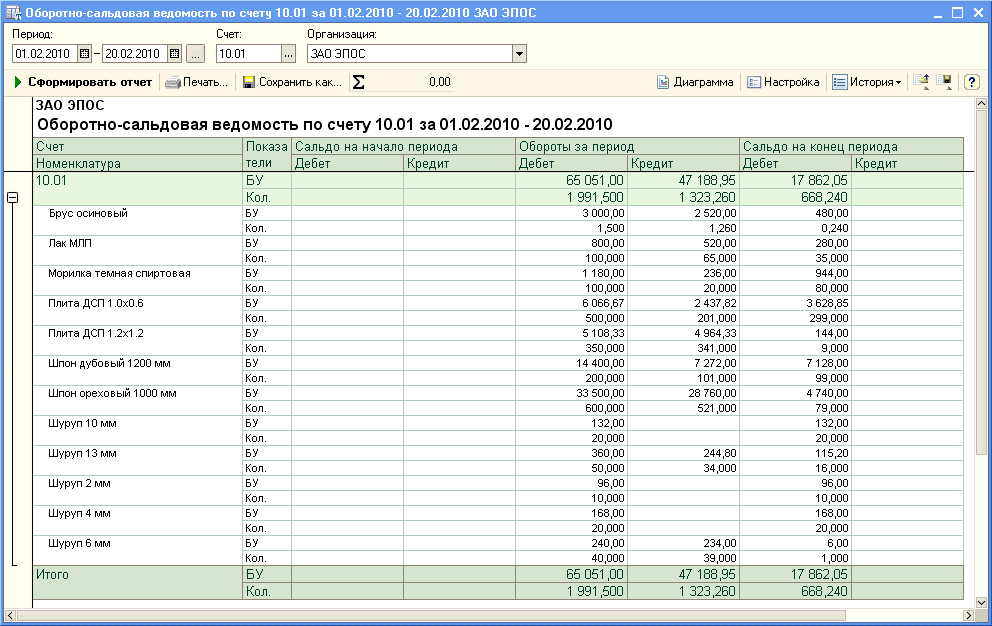 Оборотно-сальдовая ведомость по счету 10.01 за 01.02.2010 - 20.02.2010 ЗАО ЭПОС
Период: Счет: Организация:
01.02.2010 – 20.02.2010 ... 10.01 ... ЗАО ЭПОС
Сформировать отчет Печать... Сохранить как... Σ 0,00 Диаграмма Настройка История ?
ЗАО ЭПОС
Оборотно-сальдовая ведомость по счету 10.01 за 01.02.2010 - 20.02.2010
Счет Показа Сальдо на начало периода Обороты за период Сальдо на конец периода
Номенклатура тели Дебет Кредит Дебет Кредит Дебет Кредит
10.01 БУ 65 051,00 47 188,95 17 862,05
Кол. 1 991,500 1 323,260 668,240
Брус осиновый БУ 3 000,00 2 520,00 480,00
Кол. 1,500 1,260 0,240
Лак МЛП БУ 800,00 520,00 280,00
Кол. 100,000 65,000 35,000
Морилка темная спиртовая БУ 1 180,00 236,00 944,00
Кол. 100,000 20,000 80,000
Плита ДСП 1.0х0.6 БУ 6 066,67 2 437,82 3 628,85
Кол. 500,000 201,000 299,000
Плита ДСП 1.2х1.2 БУ 5 108,33 4 964,33 144,00
Кол. 350,000 341,000 9,000
Шпон дубовый 1200 мм БУ 14 400,00 7 272,00 7 128,00
Кол. 200,000 101,000 99,000
Шпон ореховый 1000 мм БУ 33 500,00 28 760,00 4 740,00
Кол. 600,000 521,000 79,000
Шуруп 10 мм БУ 132,00 132,00
Кол. 20,000 20,000
Шуруп 13 мм БУ 360,00 244,80 115,20
Кол. 50,000 34,000 16,000
Шуруп 2 мм БУ 96,00 96,00
Кол. 10,000 10,000
Шуруп 4 мм БУ 168,00 168,00
Кол. 20,000 20,000
Шуруп 6 мм БУ 240,00 234,00 6,00
Кол. 40,000 39,000 1,000
Итого БУ 65 051,00 47 188,95 17 862,05
Кол. 1 991,500 1 323,260 668,240